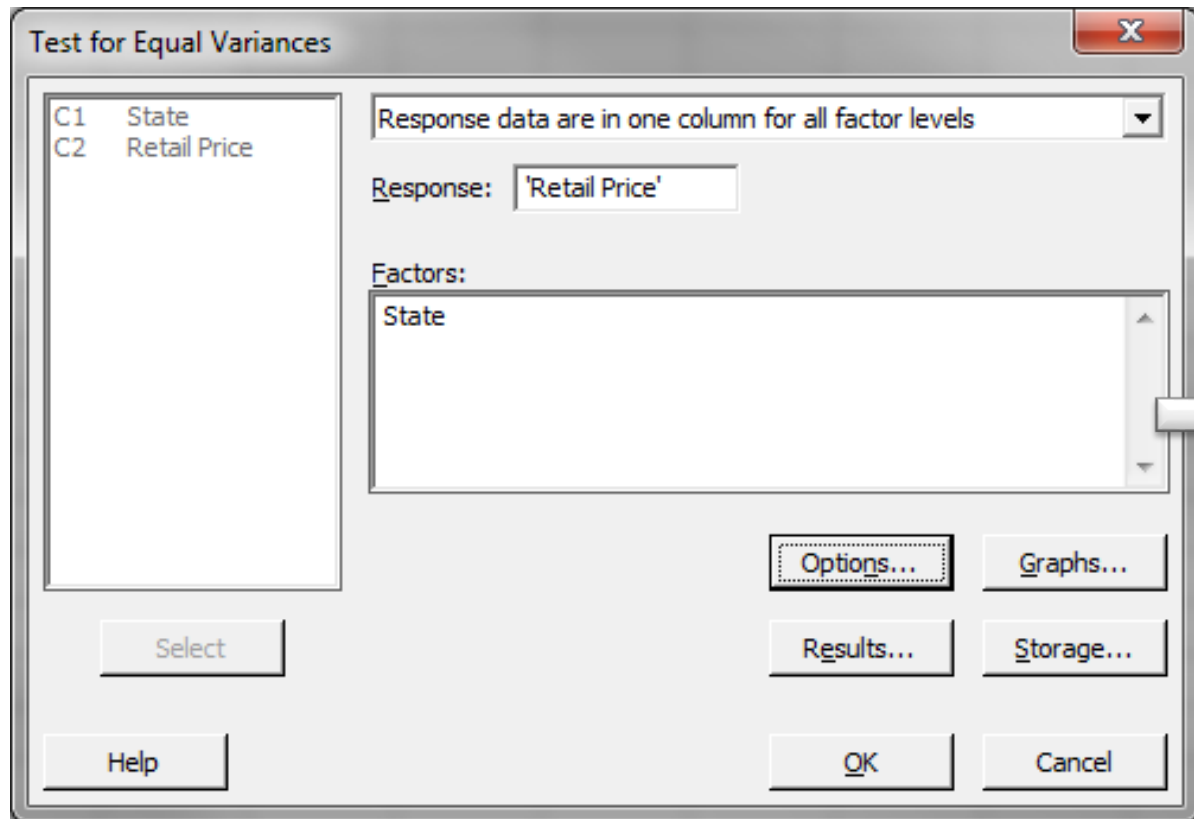 Test for Equal Variances
X
C1 State
C2 Retail Price
Response data are in one column for all factor levels
Response: 'Retail Price'
Factors:
State
Options... Graphs...
Select
Results... Storage...
Help
OK Cancel